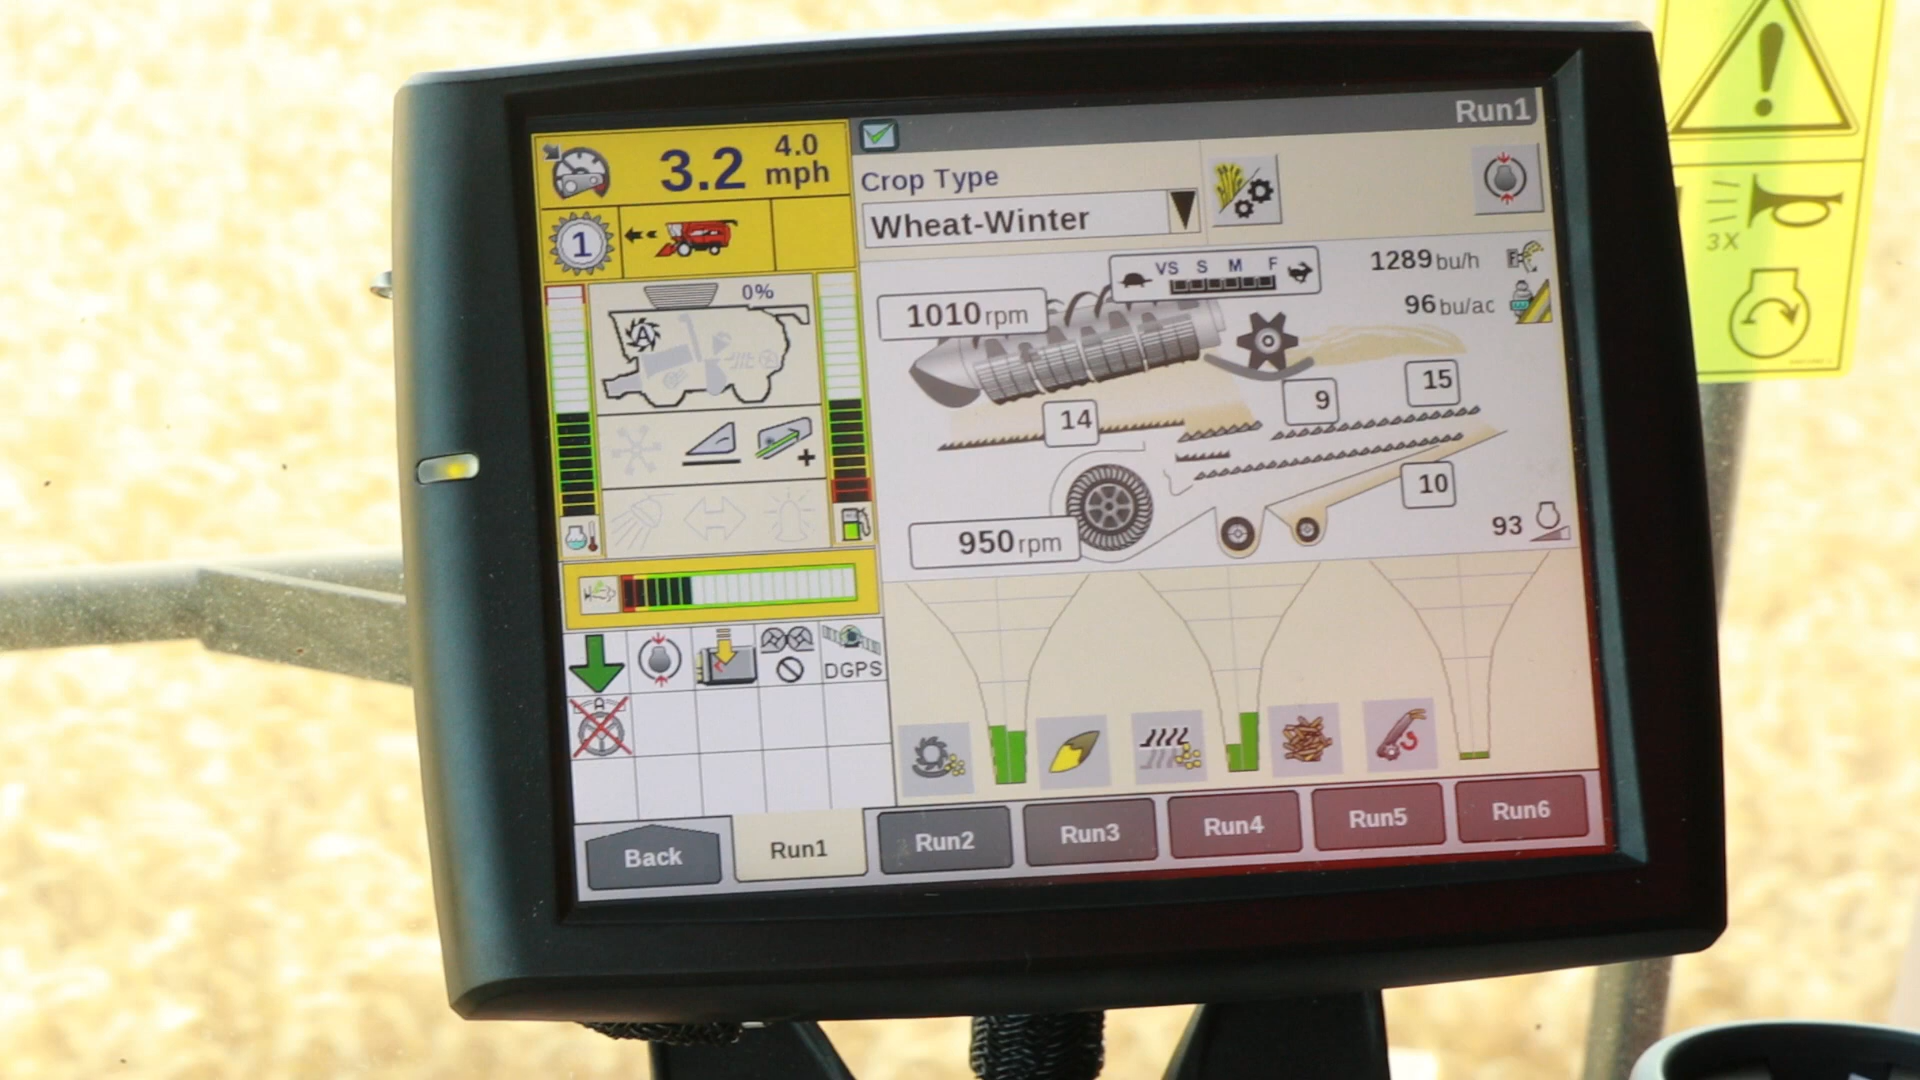 Run1
3.2
4.0
mph
Crop Type
Wheat-Winter
1
0%
A
VS S M F
1010 rpm
1289 bu/h
96 bu/ac
3X
14
9
15
10
950 rpm
93
DGPS
A
Back
Run1
Run2
Run3
Run4
Run5
Run6